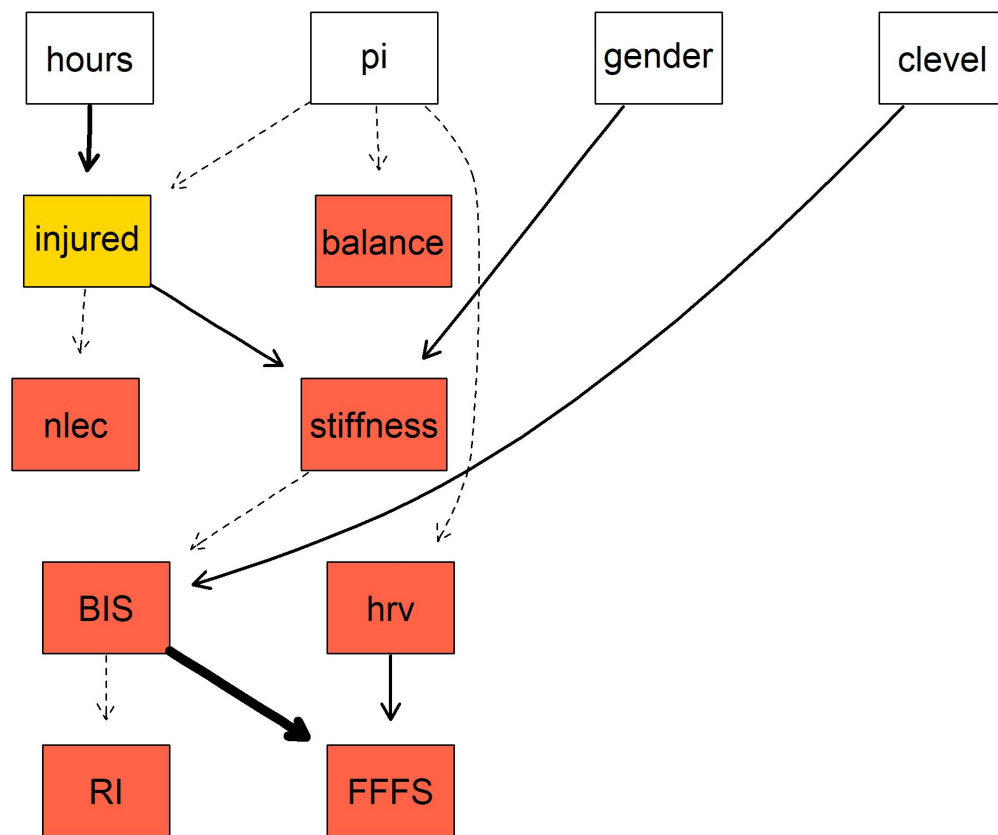 hours
pi
gender
clevel
injured
balance
nlec
stiffness
BIS
hrv
RI
FFFS